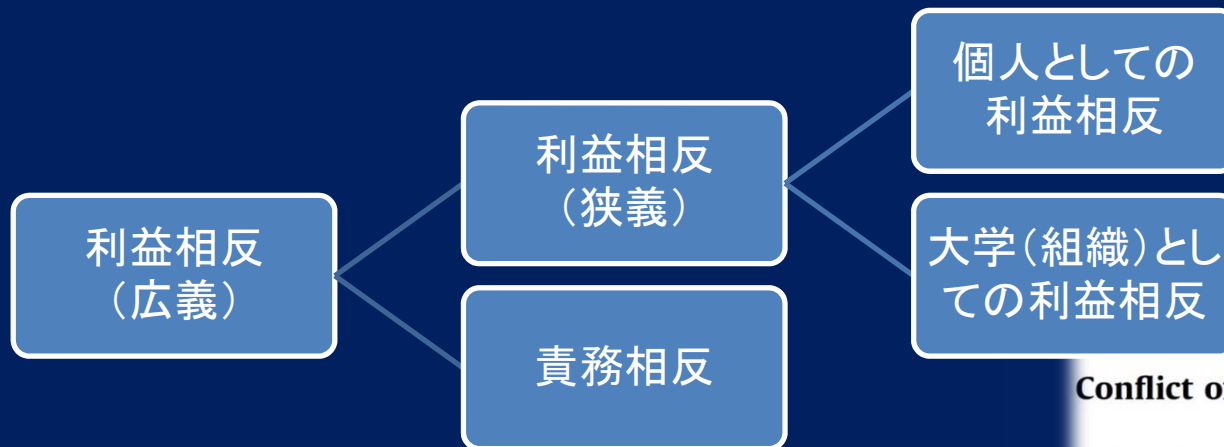 個人としての
利益相反
利益相反
（狭義）
利益相反
（広義）
大学（組織）とし
ての利益相反
責務相反
Conflict